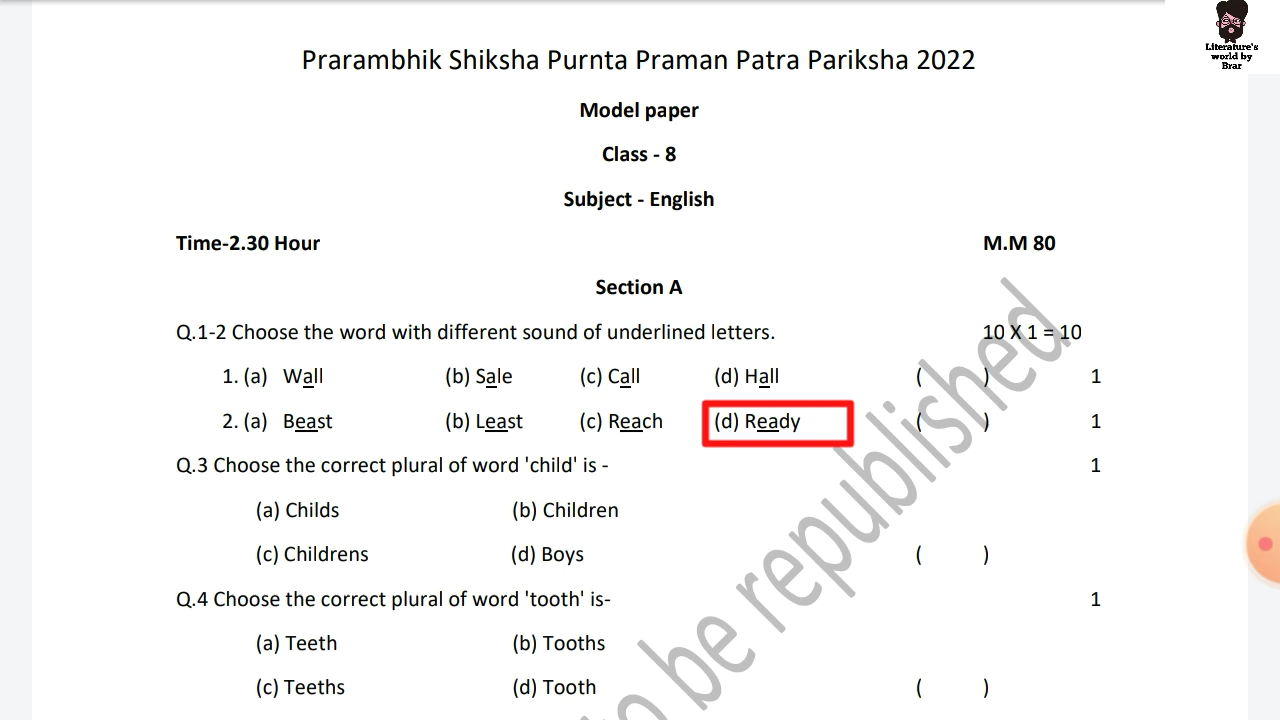 Literature's
world by
Brar
Prarambhik Shiksha Purnta Praman Patra Pariksha 2022
Model paper
Class - 8
Subject - English
Time-2.30 Hour M.M 80
Section A
Q.1-2 Choose the word with different sound of underlined letters. 10 X 1 = 10
1. (a) Wall (b) Sale (c) Call (d) Hall ( ) 1
2. (a) Beast (b) Least (c) Reach (d) Ready ( ) 1
Q.3 Choose the correct plural of word 'child' is - 1
(a) Childs (b) Children
(c) Childrens (d) Boys ( )
Q.4 Choose the correct plural of word 'tooth' is- 1
(a) Teeth (b) Tooths
(c) Teeths (d) Tooth ( )
to be republished